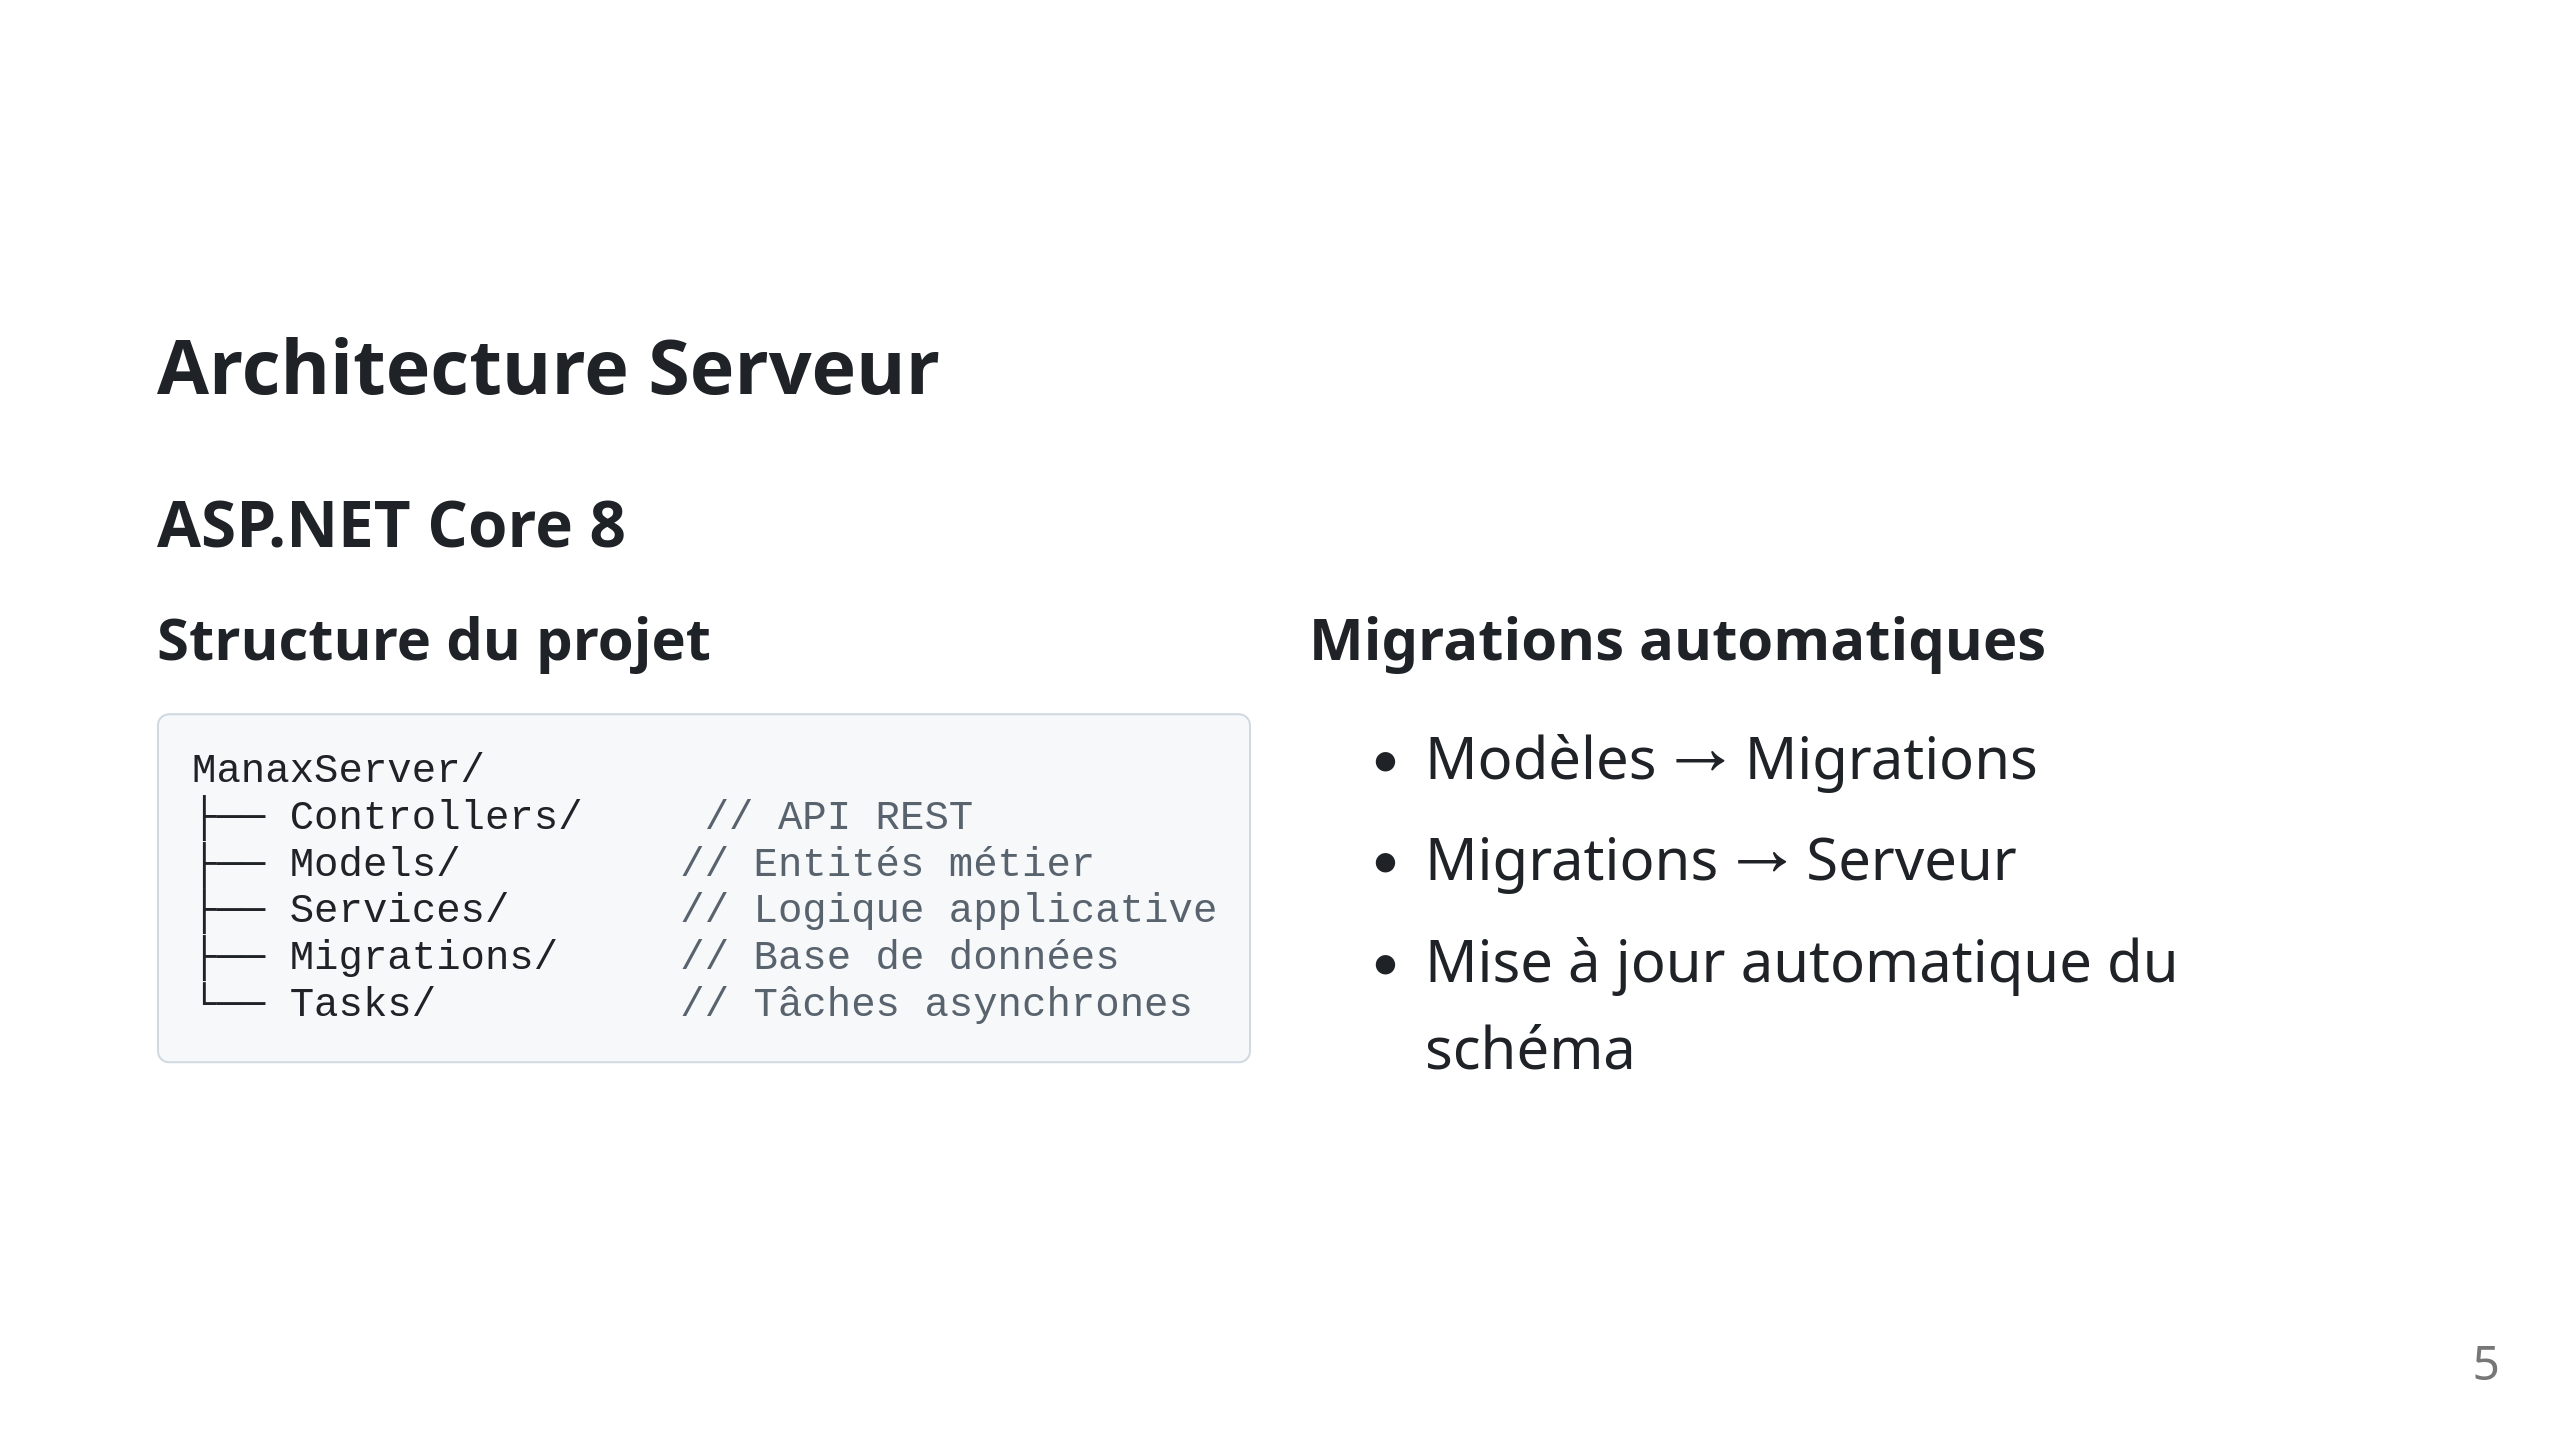 Architecture Serveur
ASP.NET Core 8
Structure du projet
ManaxServer/
├── Controllers/     // API REST
├── Models/         // Entités métier
├── Services/       // Logique applicative
├── Migrations/     // Base de données
└── Tasks/          // Tâches asynchrones
Migrations automatiques
• Modèles → Migrations
• Migrations → Serveur
• Mise à jour automatique du
schéma
5